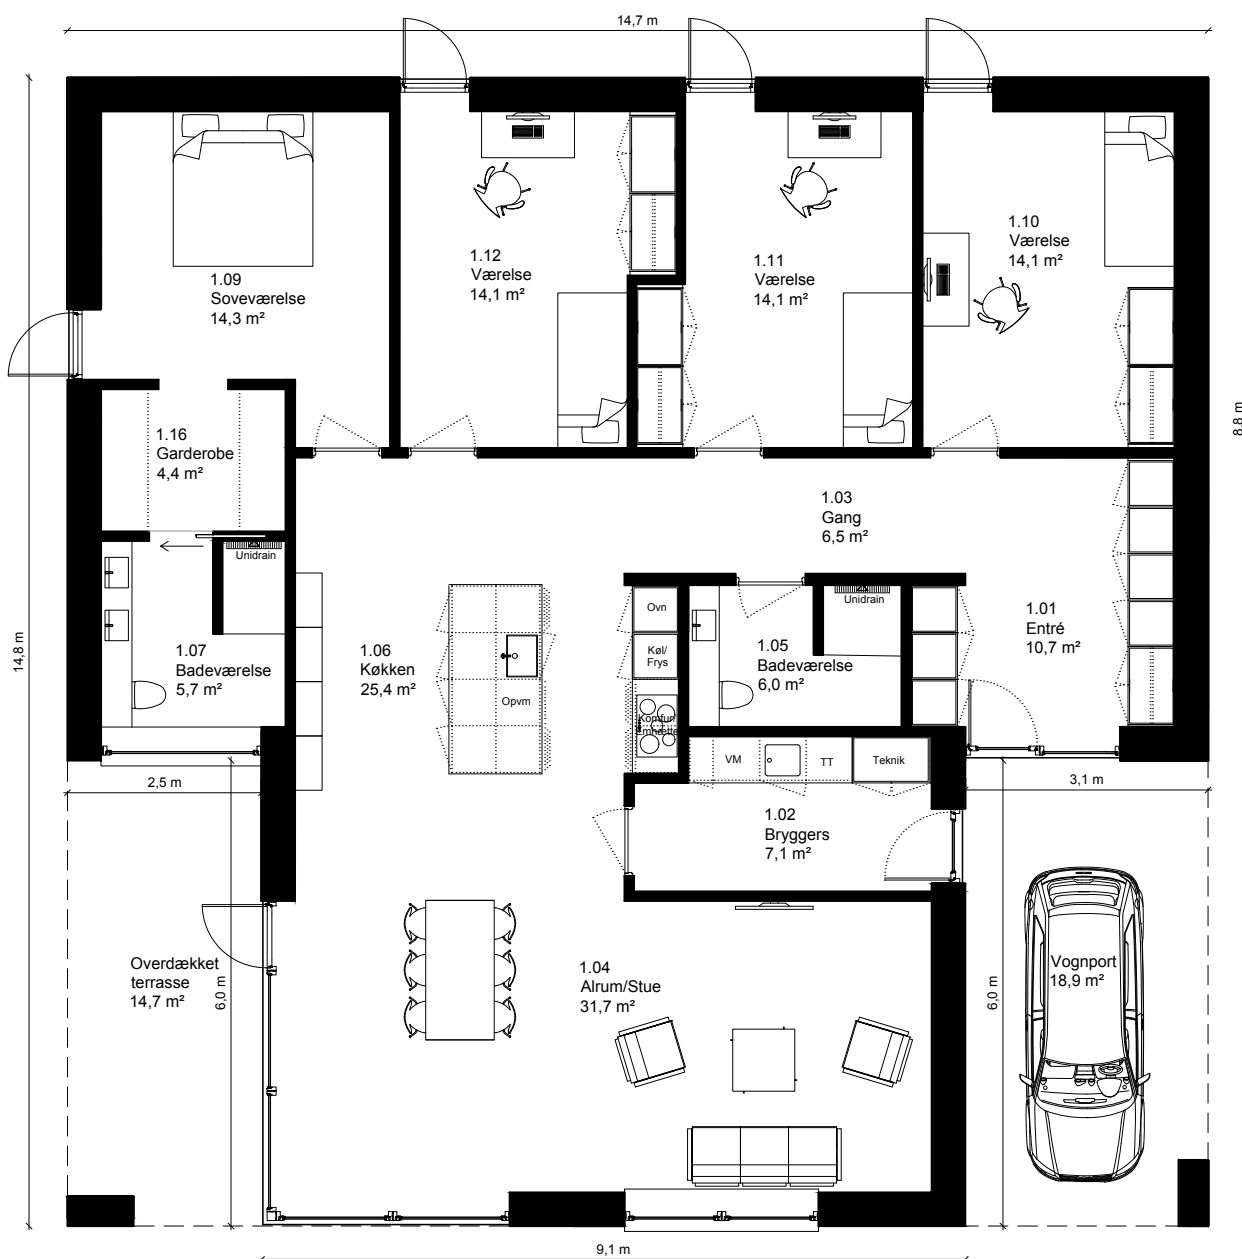 14,7 m
1.12
Værelse
14,1 m²
1.11
Værelse
14,1 m²
1.10
Værelse
14,1 m²
1.09
Soveværelse
14,3 m²
8,8 m
1.16
Garderobe
4,4 m²
1.03
Gang
6,5 m²
Unidrain
Unidrain
Ovn
Køl/
Frys
Komfur/
Emhætte
1.07
Badeværelse
5,7 m²
1.06
Køkken
25,4 m²
Opvm
1.05
Badeværelse
6,0 m²
1.01
Entré
10,7 m²
14,8 m
VM
TT
Teknik
2,5 m
3,1 m
1.02
Bryggers
7,1 m²
Overdækket
terrasse
14,7 m²
6,0 m
1.04
Alrum/Stue
31,7 m²
6,0 m
Vognport
18,9 m²
9,1 m